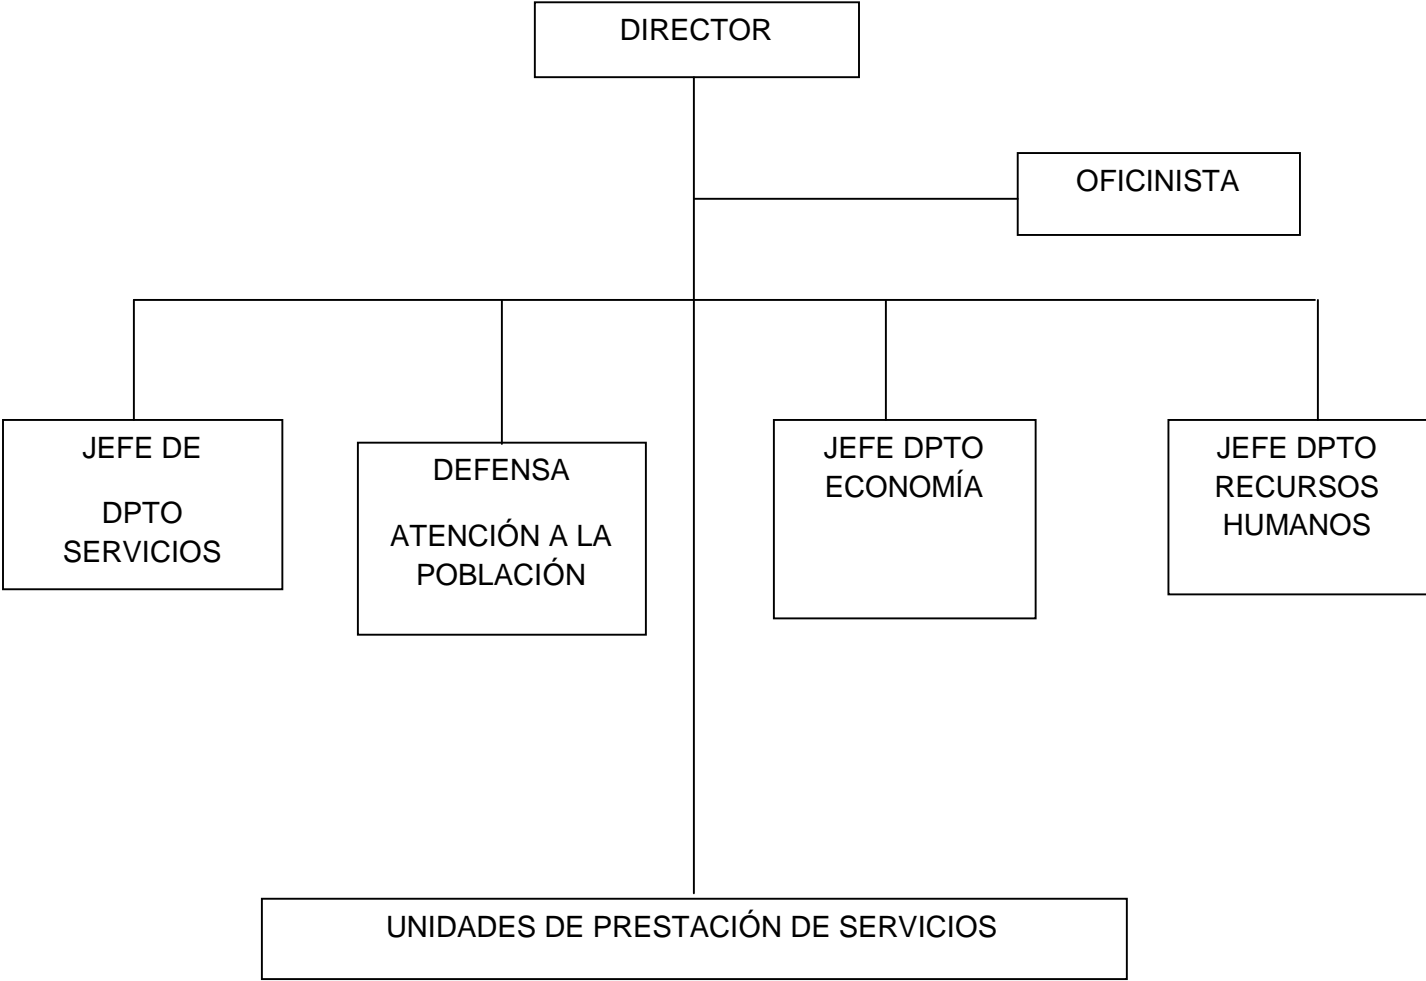 DIRECTOR
OFICINISTA
JEFE DE
DPTO
SERVICIOS
DEFENSA
ATENCIÓN A LA
POBLACIÓN
JEFE DPTO
ECONOMÍA
JEFE DPTO
RECURSOS
HUMANOS
UNIDADES DE PRESTACIÓN DE SERVICIOS